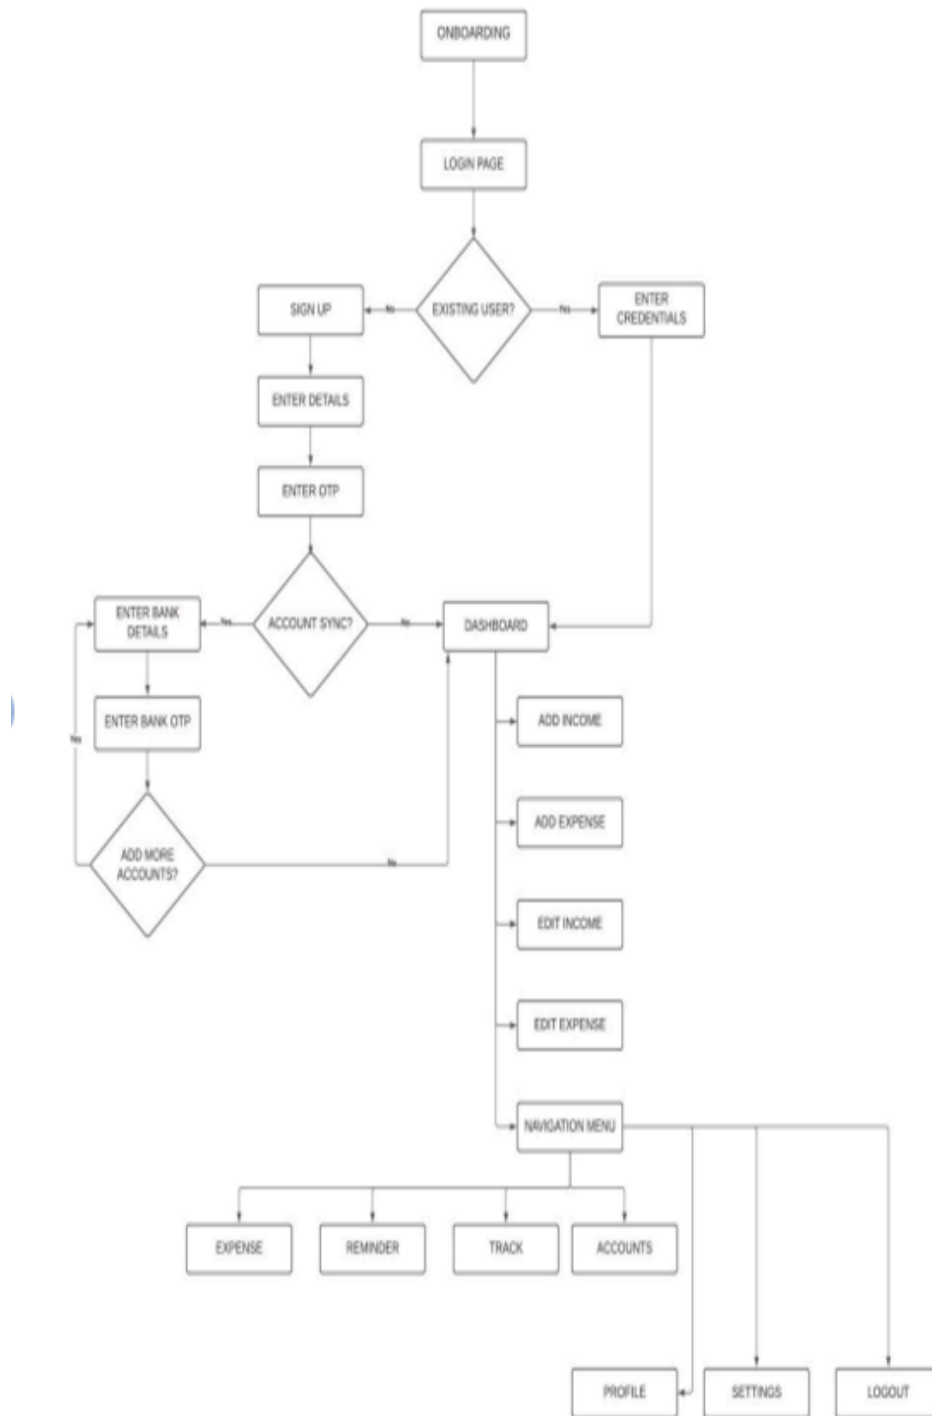 ONBOARDING
LOGIN PAGE
EXISTING USER?
No
Yes
SIGN UP
ENTER
CREDENTIALS
ENTER DETAILS
ENTER OTP
ACCOUNT SYNC?
Yes
No
ENTER BANK
DETAILS
DASHBOARD
ENTER BANK OTP
Yes
ADD MORE
ACCOUNTS?
No
ADD INCOME
ADD EXPENSE
EDIT INCOME
EDIT EXPENSE
NAVIGATION MENU
EXPENSE
REMINDER
TRACK
ACCOUNTS
PROFILE
SETTINGS
LOGOUT